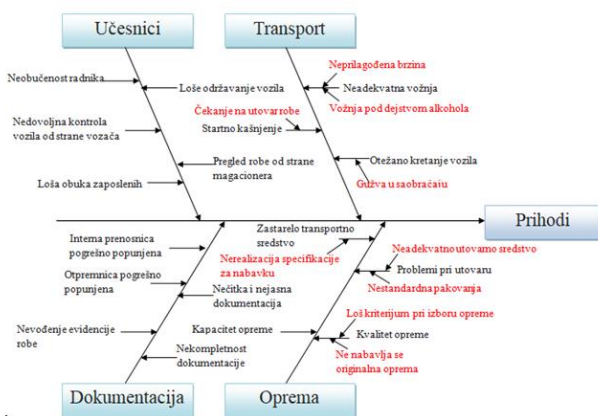 Učesnici
Transport
Neobučenost radnika
Loše održavanje vozila
Nedovoljna kontrola
vozila od strane vozača
Pregled robe od strane
magacionera
Loša obuka zaposlenih
Neprilagođena brzina
Neadekvatna vožnja
Vožnja pod dejstvom alkohola
Čekanje na utovar robe
Startno kašnjenje
Otežano kretanje vozila
Gužva u saobraćaju
Prihodi
Interna prenosnica
pogrešno popunjena
Otpremnica pogrešno
popunjena
Nečitka i nejasna
dokumentacija
Nevođenje evidencije
robe
Nekompletnost
dokumentacije
Zastarelo transportno
sredstvo
Nerealizacija specifikacije
za nabavku
Neadekvatno utovarno sredstvo
Problemi pri utovaru
Nestandardna pakovanja
Kapacitet opreme
Loš kriterijum pri izboru opreme
Kvalitet opreme
Ne nabavlja se
originalna oprema
Dokumentacija
Oprema